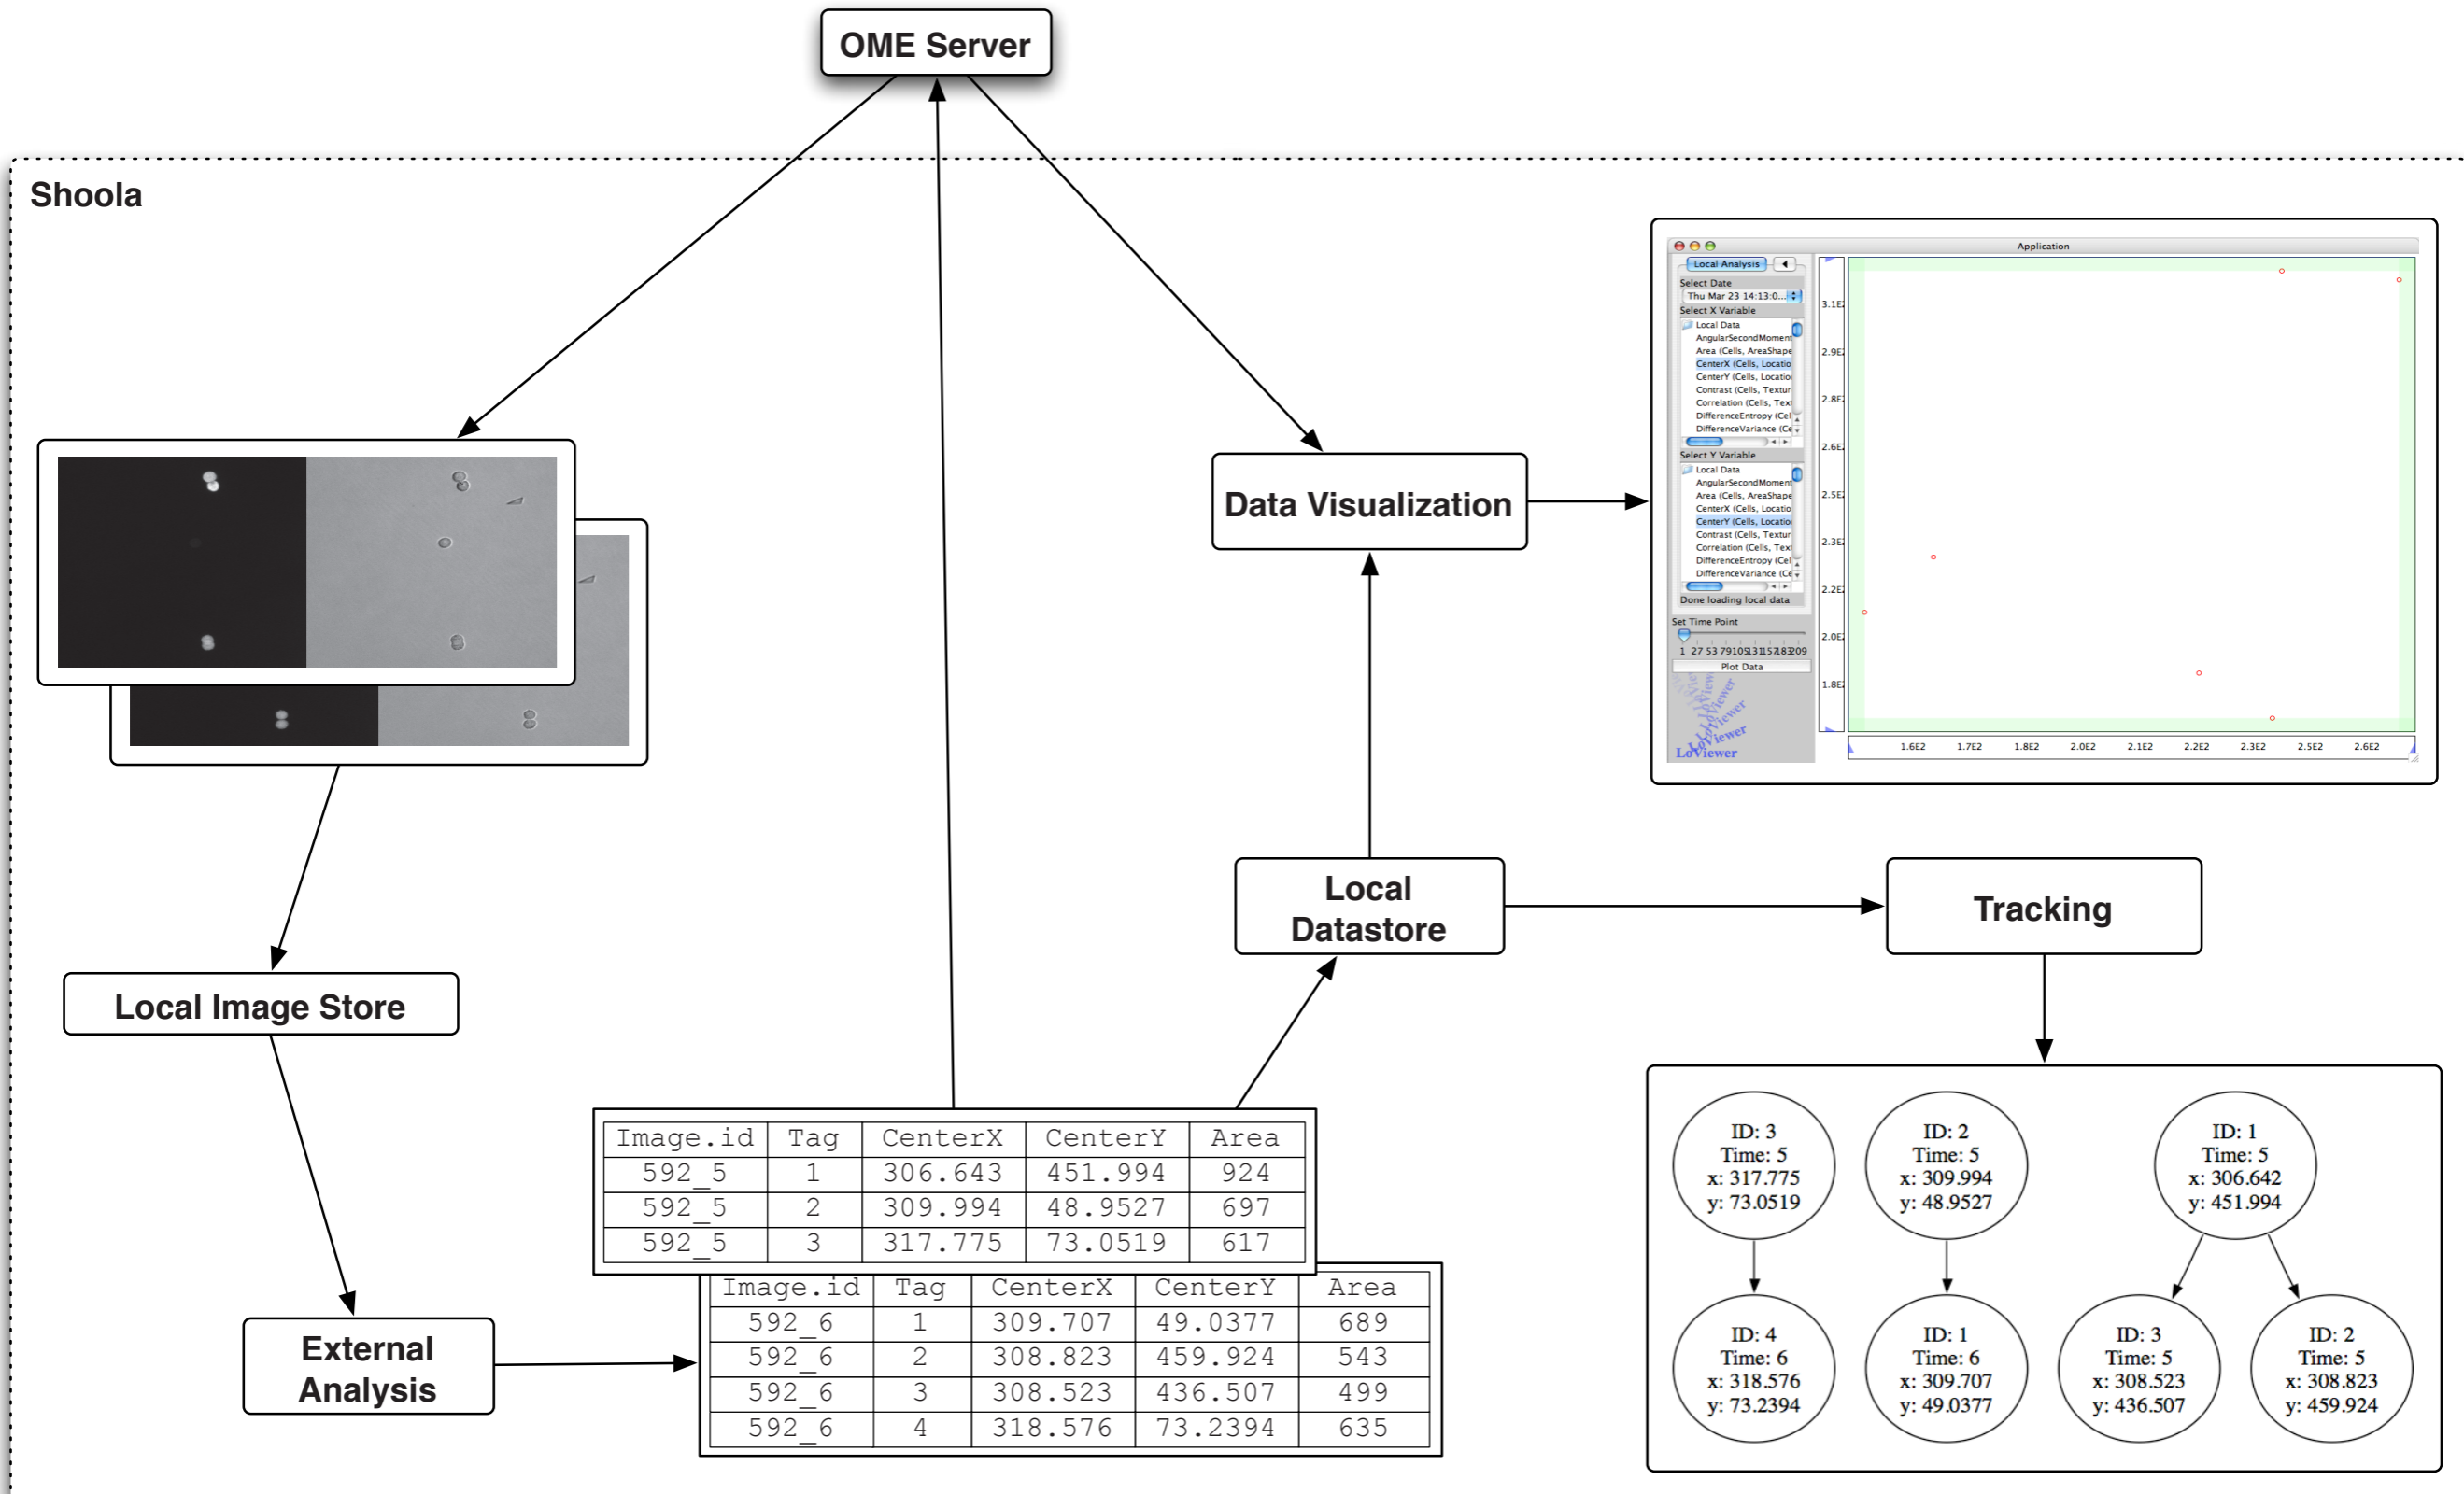 OME Server
Shoola
Application
Local Analysis
Select Date
Thu Mar 23 14:13:0...
Select X Variable
Local Data
AngularSecondMoment
Area (Cells, AreaShape
CenterX (Cells, Locatio
CenterY (Cells, Locatio
Contrast (Cells, Textur
Correlation (Cells, Tex
DifferenceEntropy (Cel
DifferenceVariance (Ce
Select Y Variable
Local Data
AngularSecondMoment
Area (Cells, AreaShape
CenterX (Cells, Locatio
CenterY (Cells, Locatio
Contrast (Cells, Textur
Correlation (Cells, Tex
DifferenceEntropy (Cel
DifferenceVariance (Ce
Done loading local data
Set Time Point
1 27 53 79 105 131 157 183 209
Plot Data
LoViewer
3.1E2
2.9E2
2.8E2
2.6E2
2.5E2
2.3E2
2.2E2
2.0E2
1.8E2
1.6E2 1.7E2 1.8E2 2.0E2 2.1E2 2.2E2 2.3E2 2.5E2 2.6E2
Data Visualization
Local
Datastore
Tracking
Local Image Store
External
Analysis
Image.id Tag CenterX CenterY Area
592_5 1 306.643 451.994 924
592_5 2 309.994 48.9527 697
592_5 3 317.775 73.0519 617
Image.id Tag CenterX CenterY Area
592_6 1 309.707 49.0377 689
592_6 2 308.823 459.924 543
592_6 3 308.523 436.507 499
592_6 4 318.576 73.2394 635
ID: 3
Time: 5
x: 317.775
y: 73.0519
ID: 2
Time: 5
x: 309.994
y: 48.9527
ID: 1
Time: 5
x: 306.642
y: 451.994
ID: 4
Time: 6
x: 318.576
y: 73.2394
ID: 1
Time: 6
x: 309.707
y: 49.0377
ID: 3
Time: 5
x: 308.523
y: 436.507
ID: 2
Time: 5
x: 308.823
y: 459.924